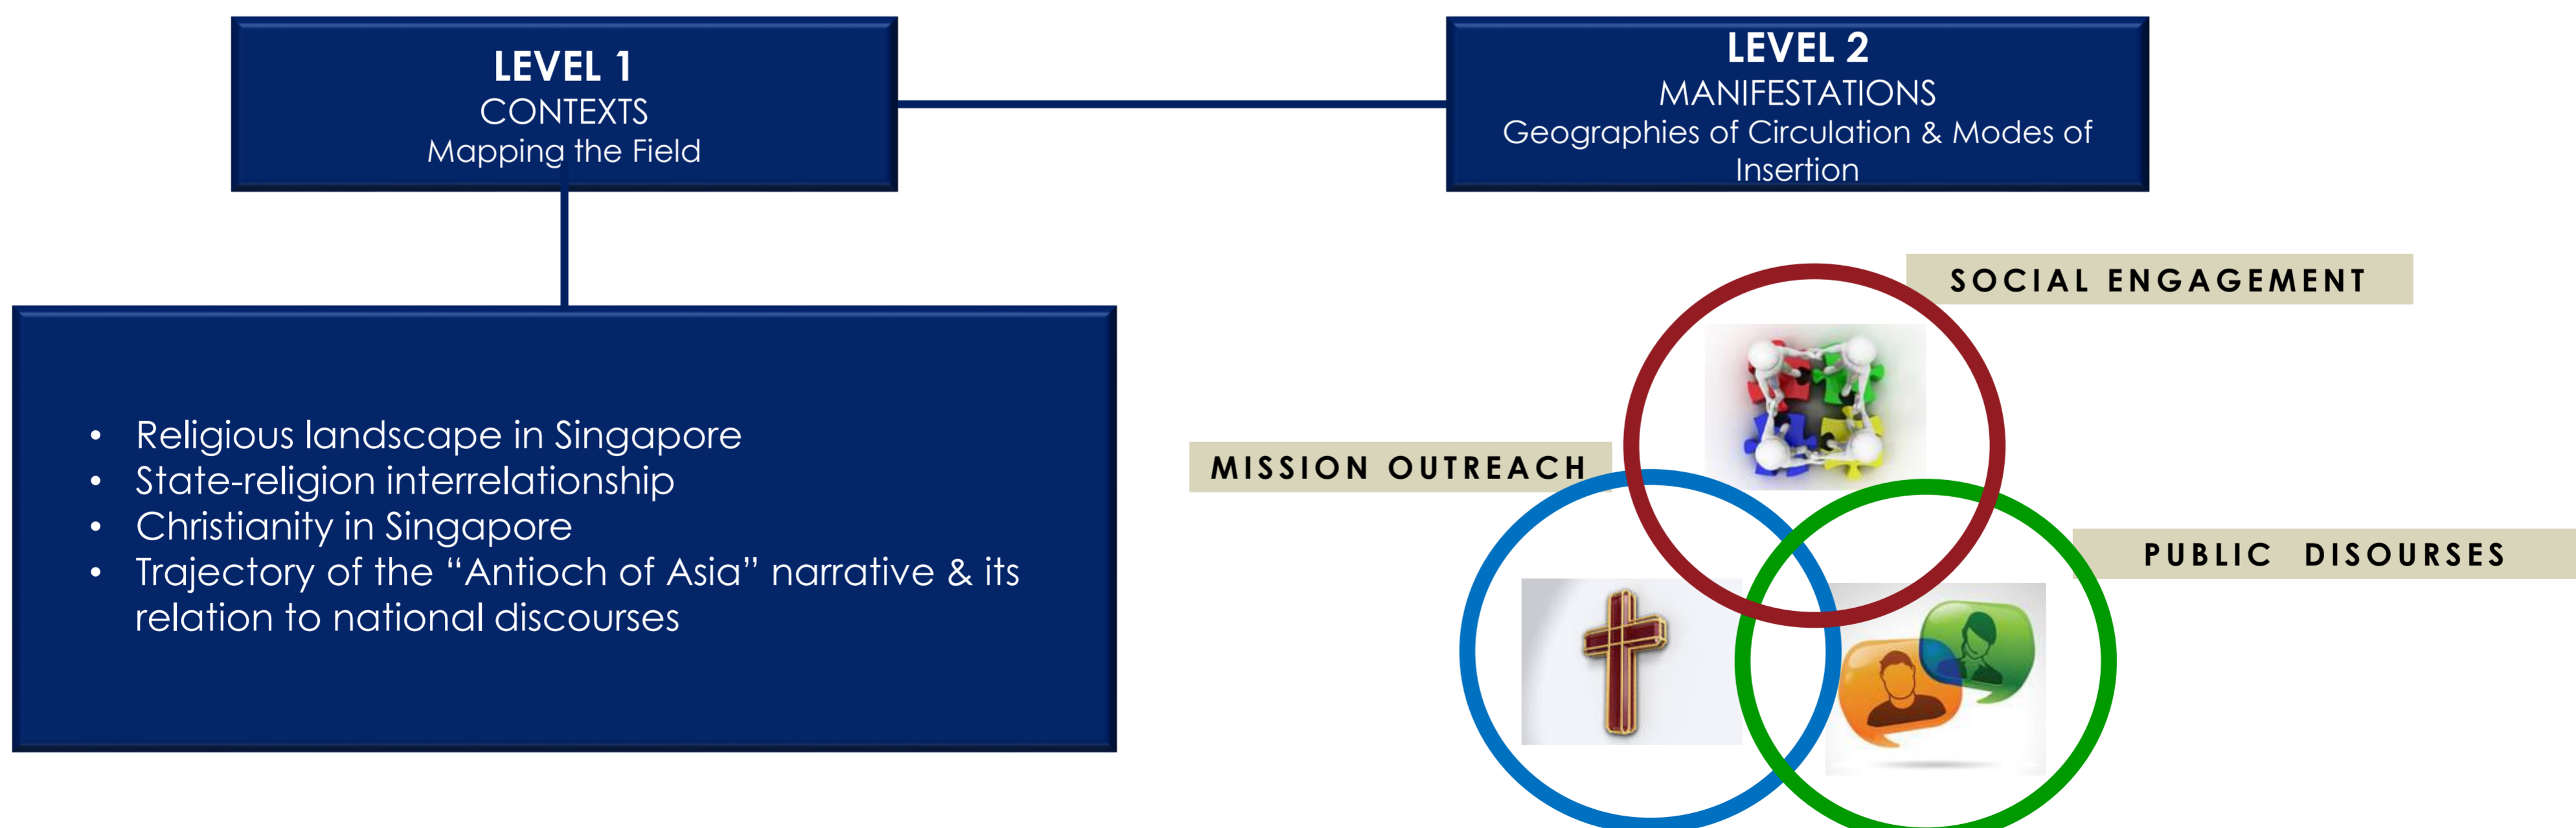 LEVEL 1
CONTEXTS
Mapping the Field
LEVEL 2
MANIFESTATIONS
Geographies of Circulation & Modes of
Insertion
• Religious landscape in Singapore
• State-religion interrelationship
• Christianity in Singapore
• Trajectory of the “Antioch of Asia” narrative & its
relation to national discourses
SOCIAL ENGAGEMENT
MISSION OUTREACH
PUBLIC DISOURSES